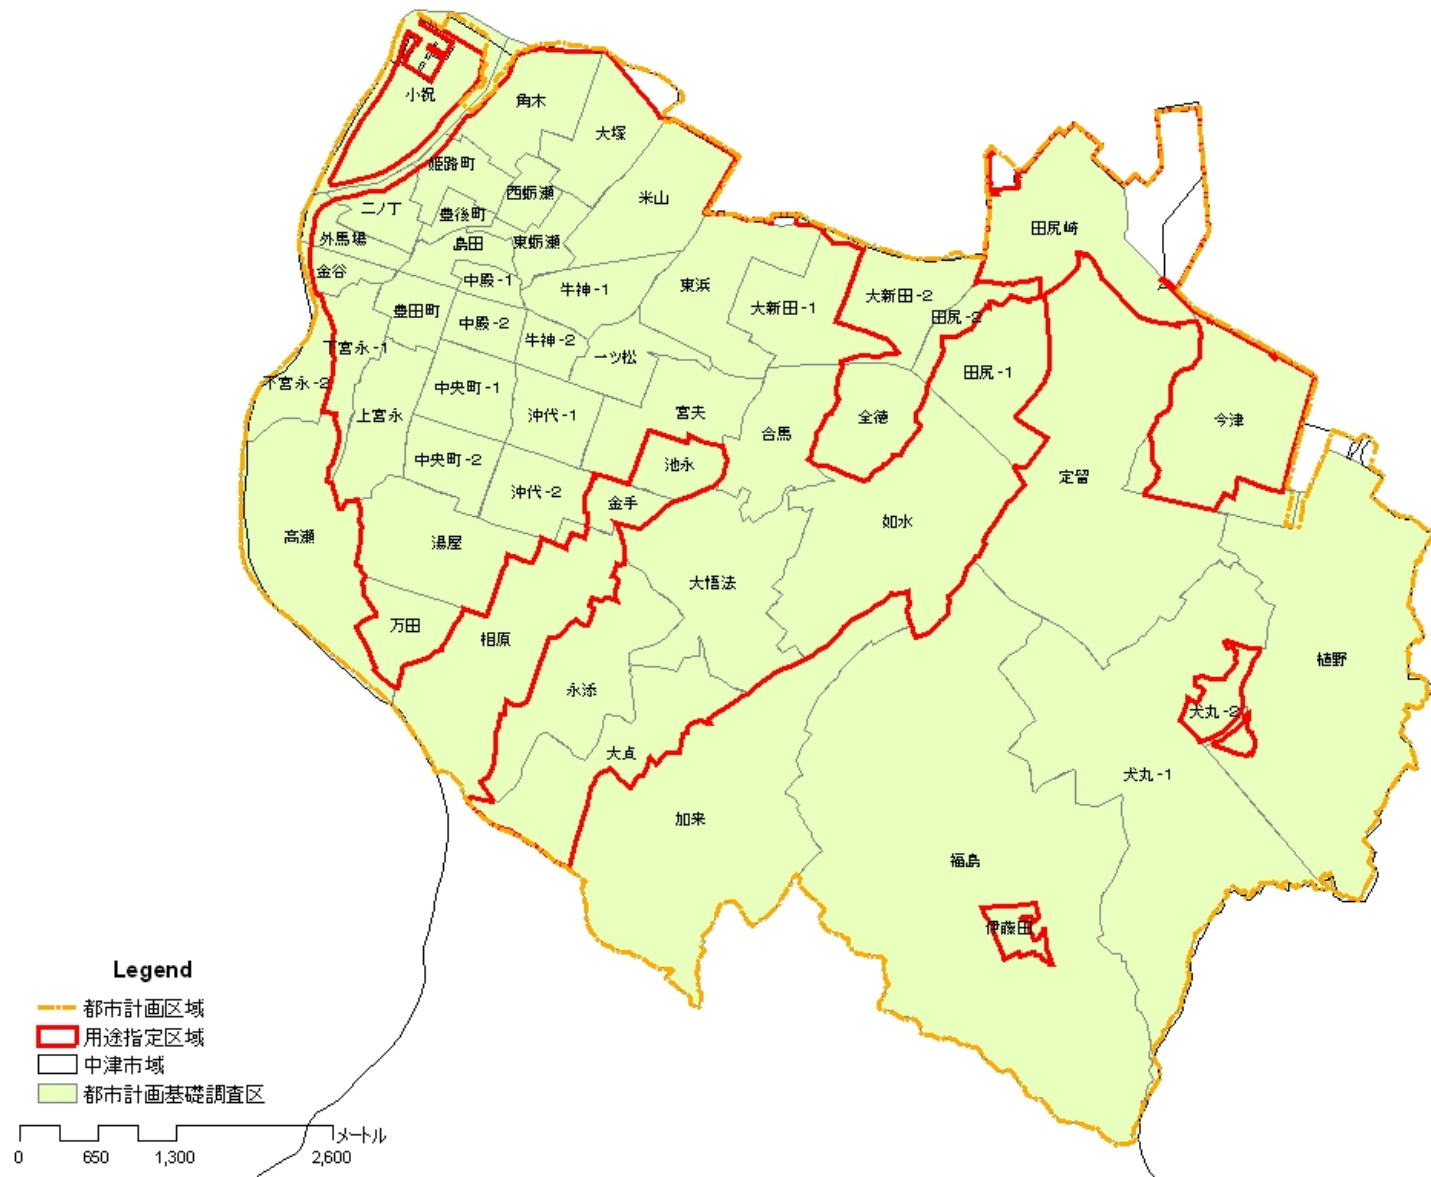 小祝
角木
大塚
姫路町
西蛎瀬
米山
二ノ丁
豊後町
外馬場
島田
東蛎瀬
田尻崎
金谷
中殿-1
牛神-1
東浜
大新田-1
大新田-2
豊田町
中殿-2
田尻-2
牛神-2
下宮永-1
一ツ松
田尻-1
下宮永-2
中央町-1
上宮永
沖代-1
宮夫
全徳
今津
合馬
中央町-2
池永
定留
沖代-2
金手
如水
高瀬
湯屋
大悟法
万田
相原
植野
永添
犬丸-2
大貞
犬丸-1
加来
福島
伊藤田
Legend
都市計画区域
用途指定区域
中津市域
都市計画基礎調査区
メートル
0 650 1,300 2,600